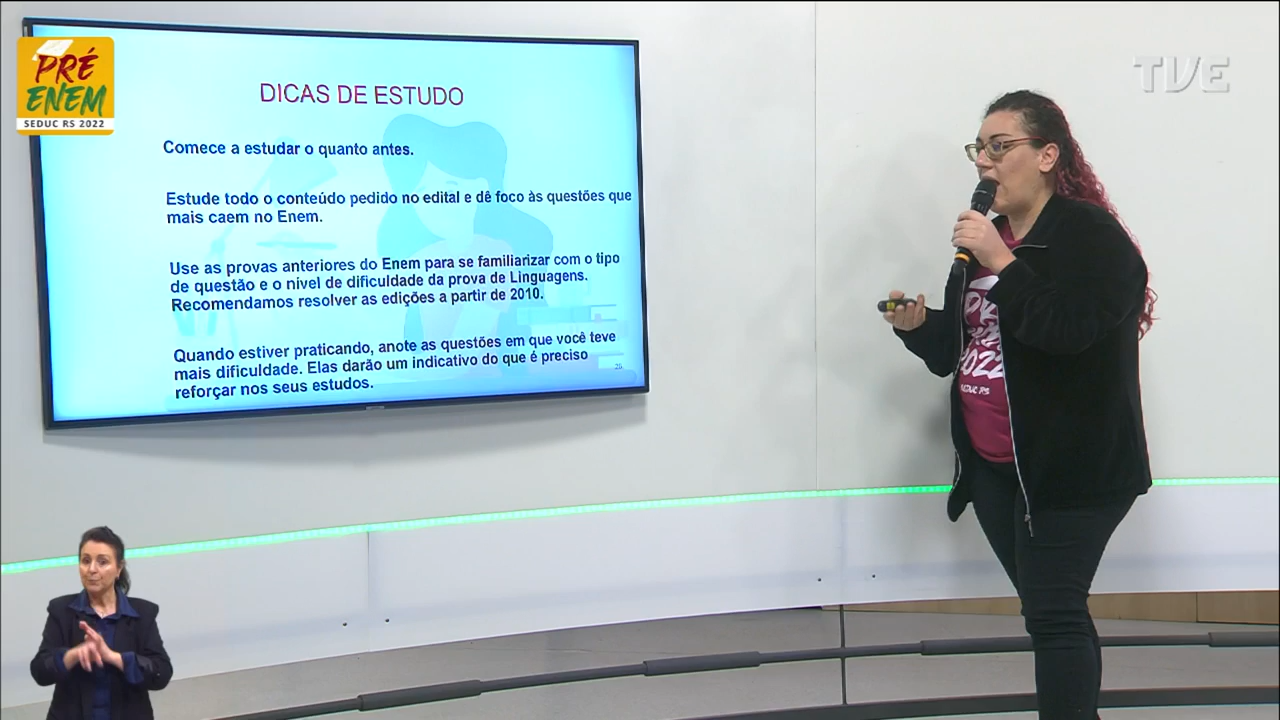 PRÉ
ENEM
SEDUC RS 2022
TVE
DICAS DE ESTUDO
Comece a estudar o quanto antes.
Estude todo o conteúdo pedido no edital e dê foco às questões que
mais caem no Enem.
Use as provas anteriores do Enem para se familiarizar com o tipo
de questão e o nível de dificuldade da prova de Linguagens.
Recomendamos resolver as edições a partir de 2010.
Quando estiver praticando, anote as questões em que você teve
mais dificuldade. Elas darão um indicativo do que é preciso
reforçar nos seus estudos.
2022